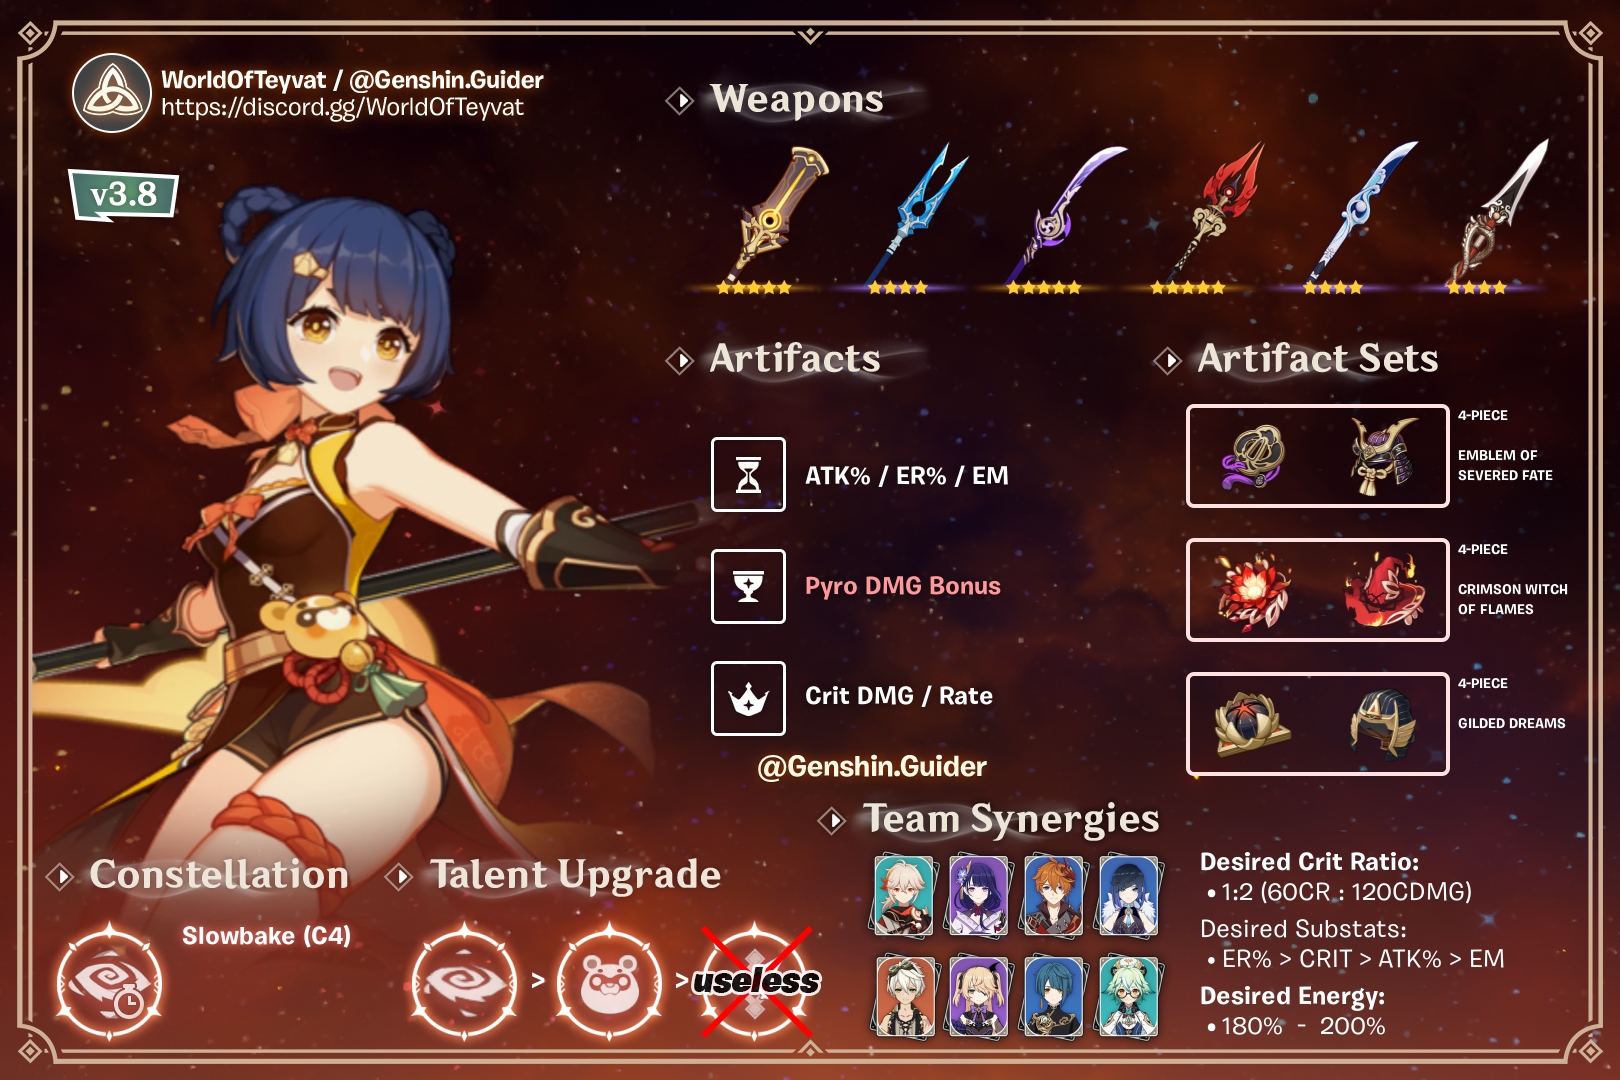 WorldOfTeyvat / @Genshin.Guider
https://discord.gg/WorldOfTeyvat
v3.8
Weapons
Artifacts
ATK% / ER% / EM
Pyro DMG Bonus
Crit DMG / Rate
@Genshin.Guider
Artifact Sets
4-PIECE
EMBLEM OF
SEVERED FATE
4-PIECE
CRIMSON WITCH
OF FLAMES
4-PIECE
GILDED DREAMS
Constellation
Slowbake (C4)
Talent Upgrade
> > useless
Team Synergies
Desired Crit Ratio:
• 1:2 (60CR : 120CDMG)
Desired Substats:
• ER% > CRIT > ATK% > EM
Desired Energy:
• 180% - 200%